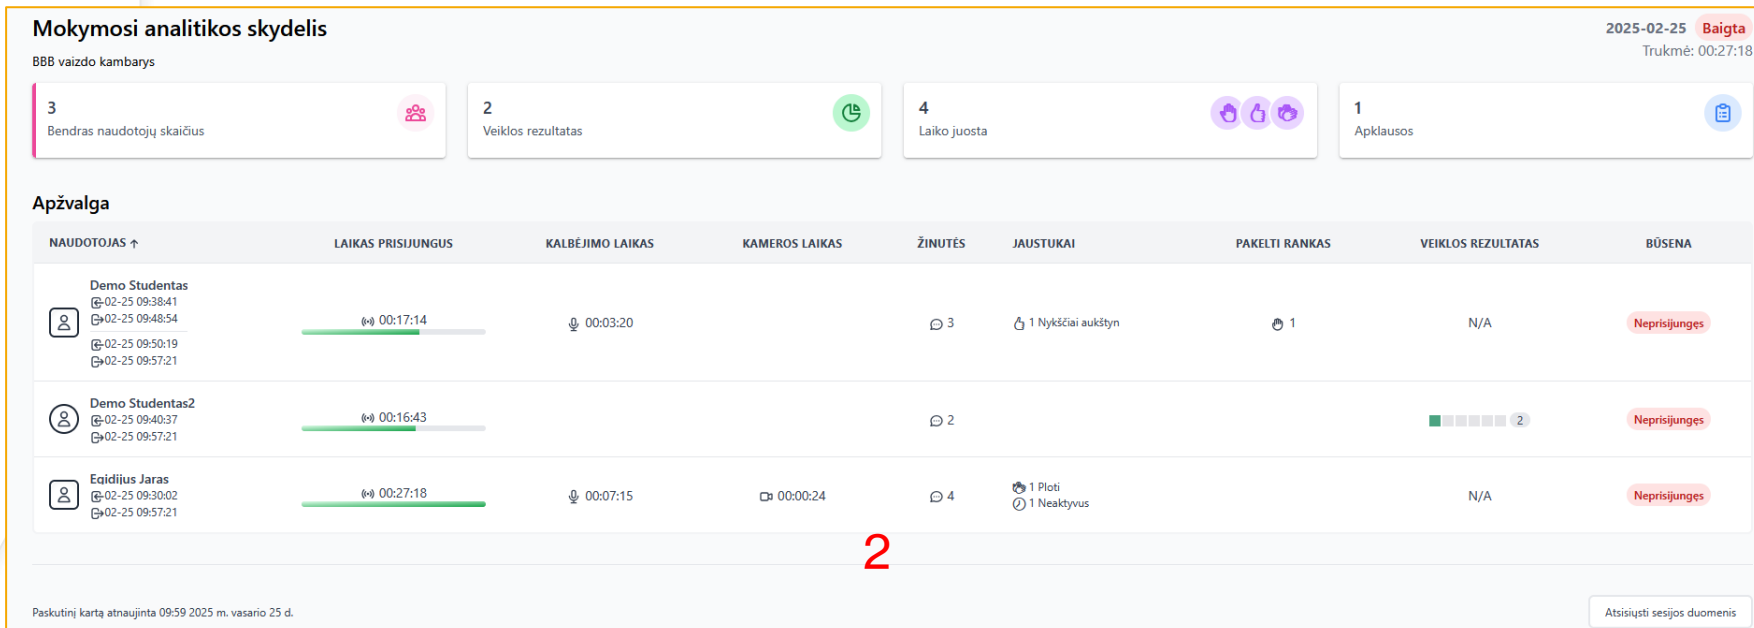 Mokymosi analitikos skydelis
2025-02-25 Baigta
BBB vaizdo kambarys
Trukmė: 00:27:18
3
Bendras naudotojų skaičius
2
Veiklos rezultatas
4
Laiko juosta
1
Apklausos
Apžvalga
NAUDOTOJAS LAIKAS PRISIJUNGUS KALBĖJIMO LAIKAS KAMEROS LAIKAS ŽINUTĖS JAUSTUKAI PAKELTI RANKAS VEIKLOS REZULTATAS BŪSENA
Demo Studentas
02-25 09:38:41
02-25 09:48:54
02-25 09:50:19
02-25 09:57:21
00:17:14 00:03:20 3 1 Nykščiai aukštyn 1 N/A Neprisijungęs
Demo Studentas2
02-25 09:40:37
02-25 09:57:21
00:16:43 2 2 Neprisijungęs
Egidijus Jaras
02-25 09:30:02
02-25 09:57:21
00:27:18 00:07:15 00:00:24 4
1 Ploti
1 Neaktyvus
N/A Neprisijungęs
2
Paskutinį kartą atnaujinta 09:59 2025 m. vasario 25 d.
Atsisiųsti sesijos duomenis